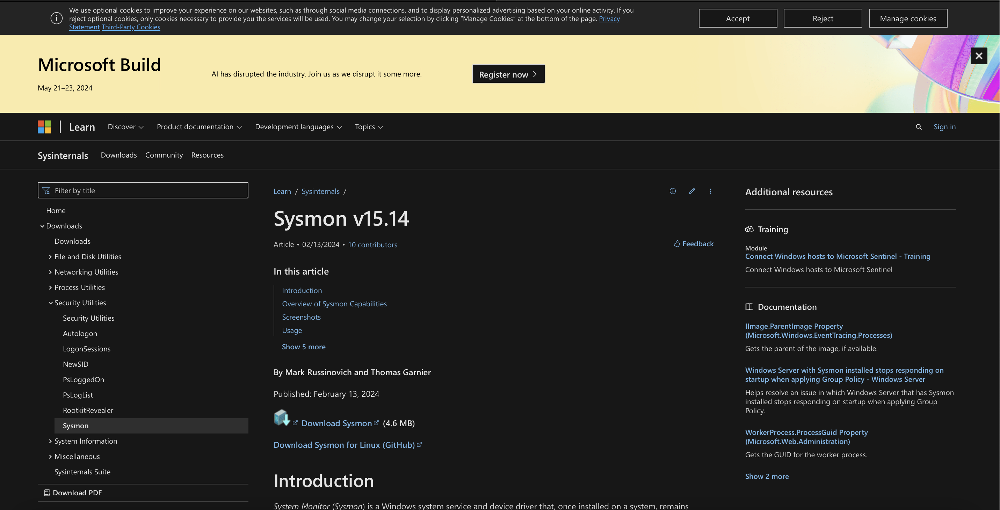 We use optional cookies to improve your experience on our websites, such as through social media connections, and to display personalized advertising based on your online activity. If you
reject optional cookies, only cookies necessary to provide you the services will be used. You may change your selection by clicking “Manage Cookies” at the bottom of the page. Privacy
Statement Third-Party Cookies
Accept
Reject
Manage cookies
Microsoft Build
May 21–23, 2024
AI has disrupted the industry. Join us as we disrupt it some more.
Register now
Learn
Discover
Product documentation
Development languages
Topics
Sign in
Sysinternals
Downloads
Community
Resources
Filter by title
Home
Downloads
Downloads
File and Disk Utilities
Networking Utilities
Process Utilities
Security Utilities
Security Utilities
Autologon
LogonSessions
NewSID
PsLoggedOn
PsLogList
RootkitRevealer
Sysmon
System Information
Miscellaneous
Sysinternals Suite
Download PDF
Learn / Sysinternals /
Sysmon v15.14
Article • 02/13/2024 • 10 contributors
Feedback
In this article
Introduction
Overview of Sysmon Capabilities
Screenshots
Usage
Show 5 more
By Mark Russinovich and Thomas Garnier
Published: February 13, 2024
Download Sysmon (4.6 MB)
Download Sysmon for Linux (GitHub)
Introduction
System Monitor (Sysmon) is a Windows system service and device driver that, once installed on a system, remains
Additional resources
Training
Module
Connect Windows hosts to Microsoft Sentinel - Training
Connect Windows hosts to Microsoft Sentinel
Documentation
IImage.ParentImage Property
(Microsoft.Windows.EventTracing.Processes)
Gets the parent of the image, if available.
Windows Server with Sysmon installed stops responding on
startup when applying Group Policy - Windows Server
Helps resolve an issue in which Windows Server that has Sysmon
installed stops responding on startup when applying Group
Policy.
WorkerProcess.ProcessGuid Property
(Microsoft.Web.Administration)
Gets the GUID for the worker process.
Show 2 more